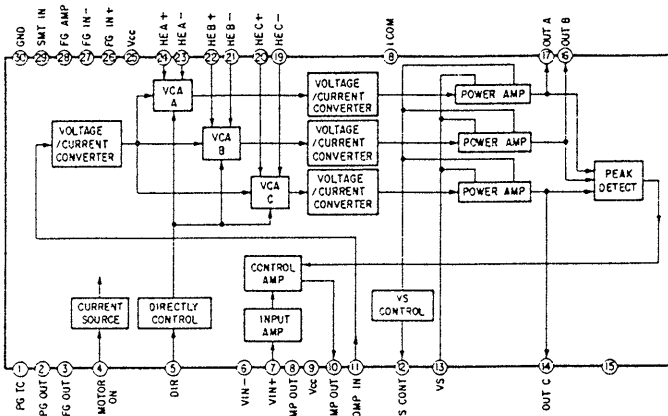 GND
SMT IN
FG AMP
FG IN-
FG IN+
Vcc
HEA+
HEA-
HEB+
HEB-
HEC+
HEC-
ICOM
OUT A
OUT B
30
29
28
27
26
25
24
23
22
21
20
19
8
17
16
VCA
A
VOLTAGE
/CURRENT
CONVERTER
POWER AMP
VOLTAGE
/CURRENT
CONVERTER
VCA
B
VOLTAGE
/CURRENT
CONVERTER
POWER AMP
VCA
C
VOLTAGE
/CURRENT
CONVERTER
POWER AMP
PEAK
DETECT
CONTROL
AMP
CURRENT
SOURCE
DIRECTLY
CONTROL
INPUT
AMP
VS
CONTROL
1
2
3
4
5
6
7
8
9
10
11
12
13
14
15
PG TC
PG OUT
FG OUT
MOTOR
ON
DIR
VIN-
VIN+
MP OUT
Vcc
MP OUT
OMP IN
S CONT
VS
OUT C